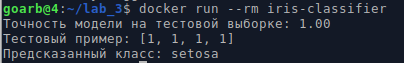 goarb@4:~/lab_3$ docker run --rm iris-classifier
Точность модели на тестовой выборке: 1.00
Тестовый пример: [1, 1, 1, 1]
Предсказанный класс: setosa